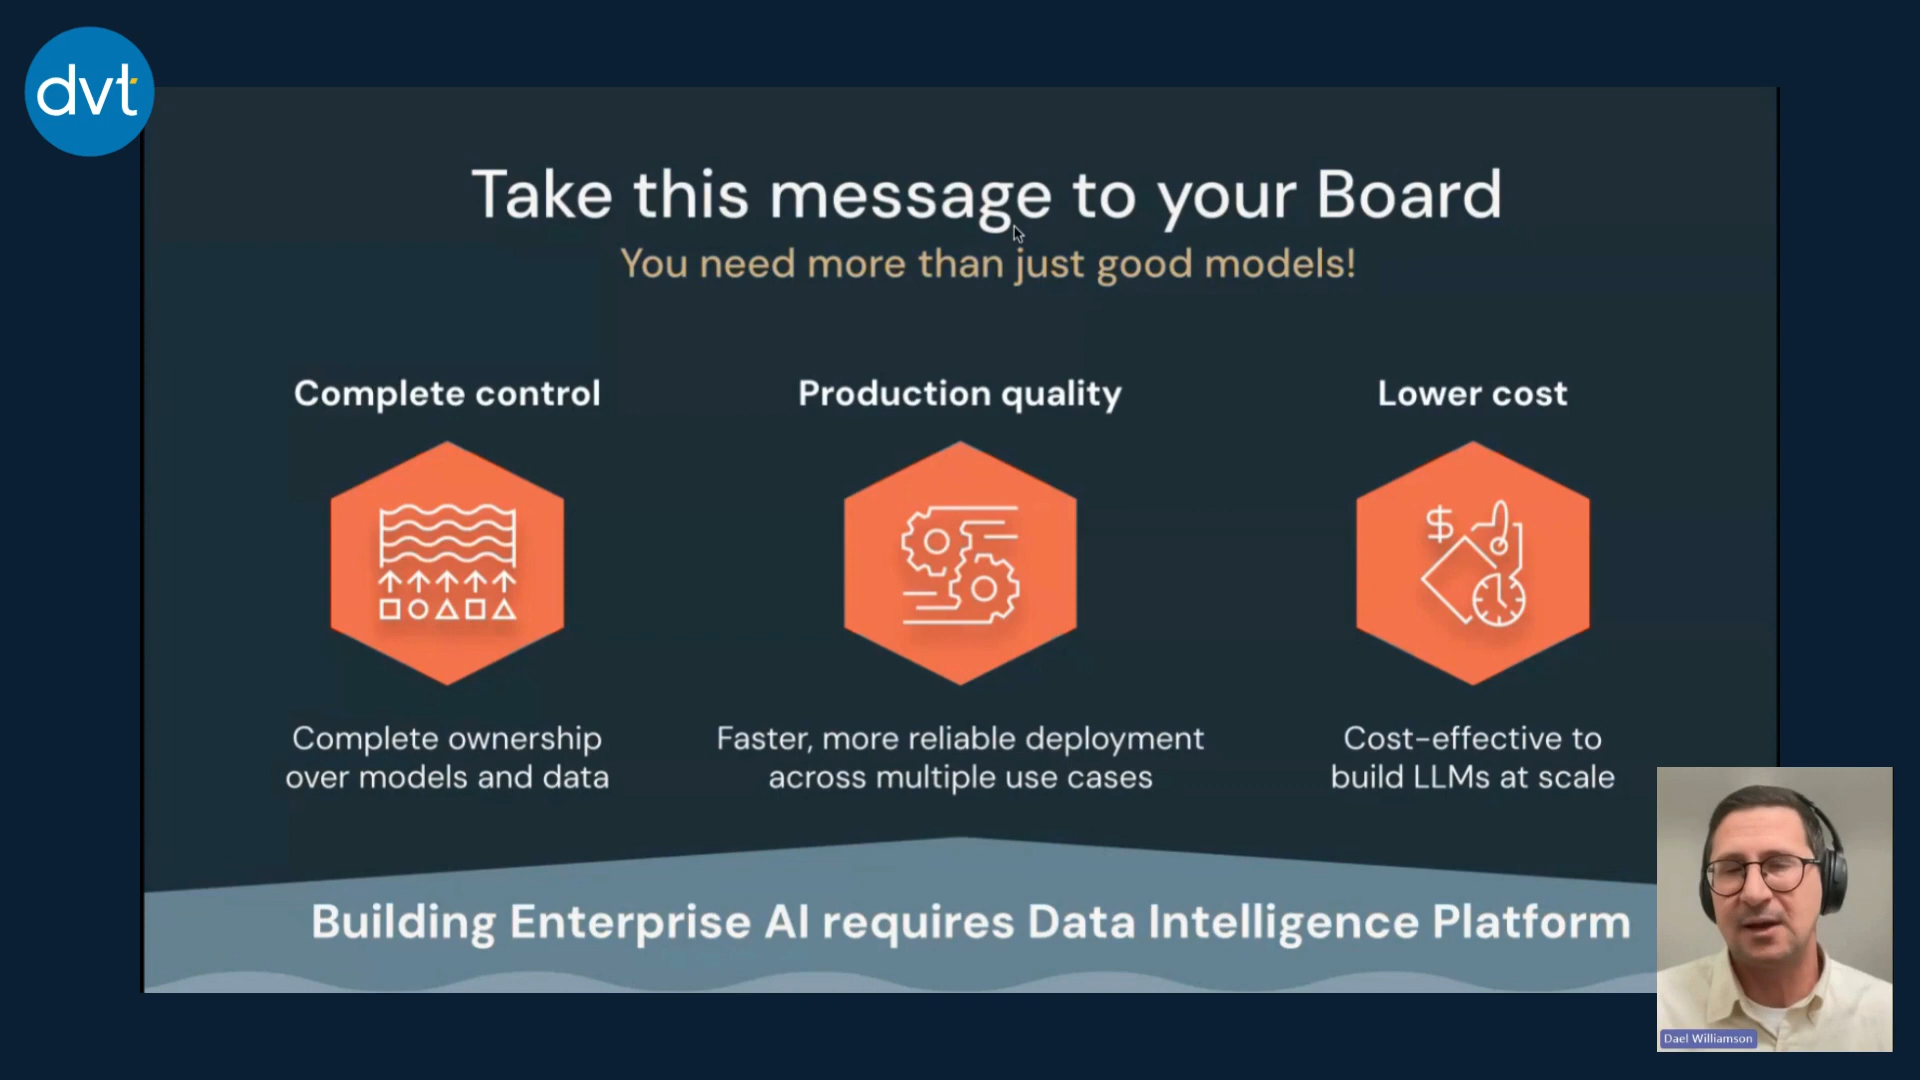 dvt
Take this message to your Board
You need more than just good models!
Complete control
Production quality
Lower cost
$
Complete ownership
over models and data
Faster, more reliable deployment
across multiple use cases
Cost-effective to
build LLMs at scale
Building Enterprise AI requires Data Intelligence Platform
Dael Williamson